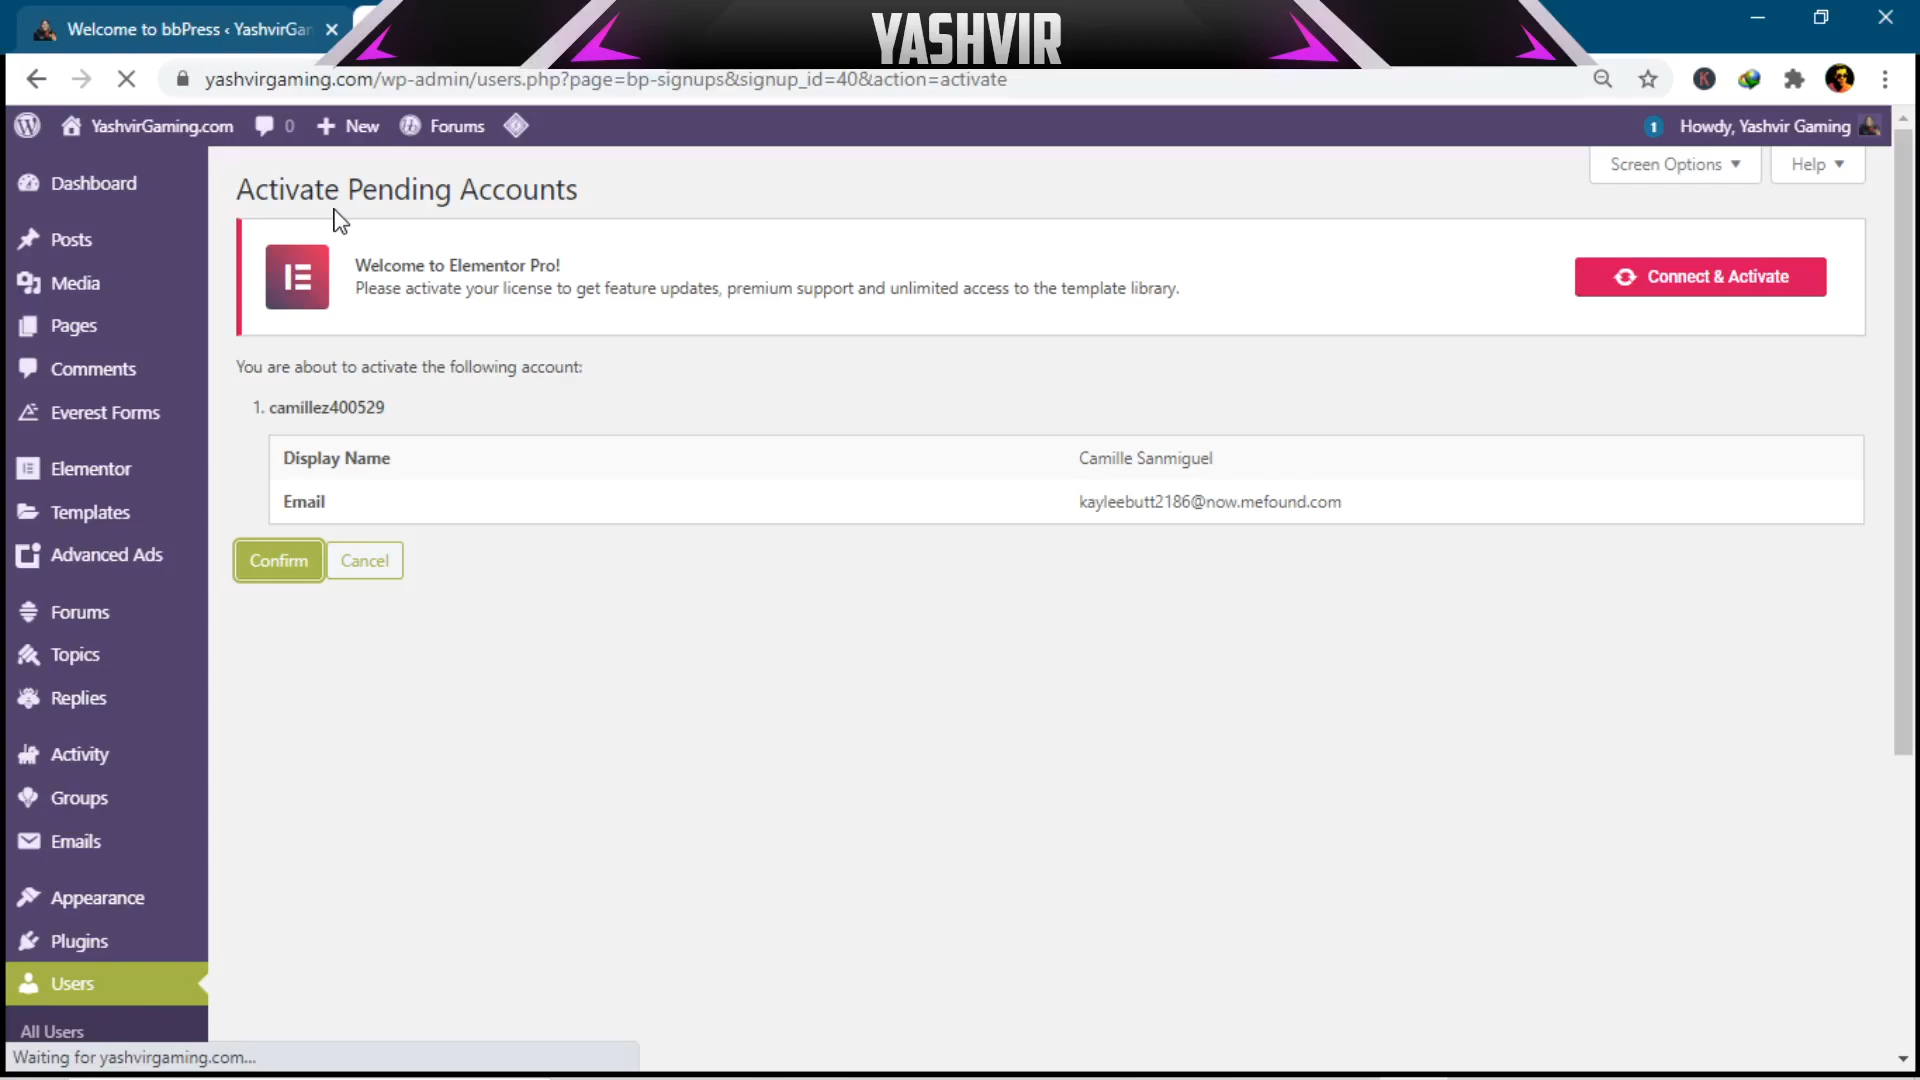 Welcome to bbPress ‹ YashvirGar
YASHVIR
yashvirgaming.com/wp-admin/users.php?page=bp-signups&signup_id=40&action=activate
YashvirGaming.com
0
New
Forums
1
Howdy, Yashvir Gaming
Dashboard
Posts
Media
Pages
Comments
Everest Forms
Elementor
Templates
Advanced Ads
Forums
Topics
Replies
Activity
Groups
Emails
Appearance
Plugins
Users
All Users
Screen Options
Help
Activate Pending Accounts
Welcome to Elementor Pro!
Please activate your license to get feature updates, premium support and unlimited access to the template library.
Connect & Activate
You are about to activate the following account:
1. camillez400529
Display Name Camille Sanmiguel
Email kayleebutt2186@now.mefound.com
Confirm
Cancel
Waiting for yashvirgaming.com...